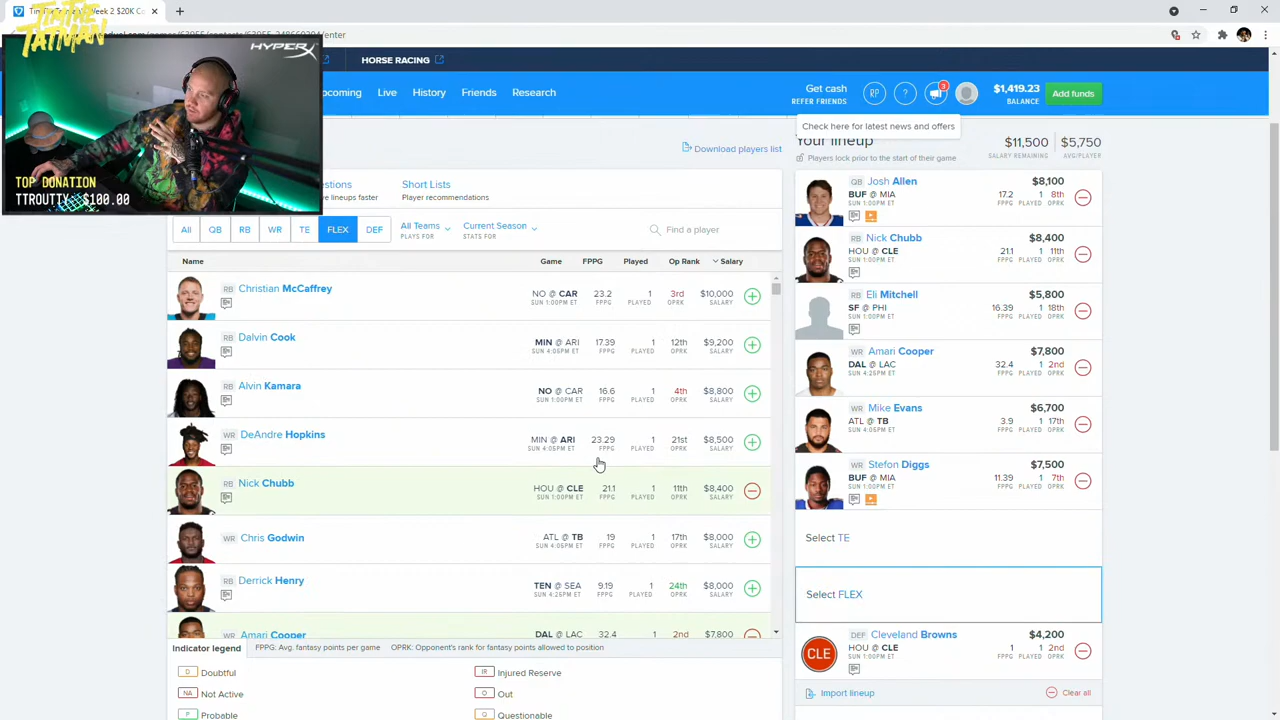 Week 2 $20K Co
TIMTHE
TATMAN
HYPERX
TOP DONATION
TTROUTTY - $100.00
HORSE RACING
coming
Live
History
Friends
Research
Get cash
REFER FRIENDS
RP
?
3
$1,419.23
BALANCE
Add funds
Check here for latest news and offers
Download players list
Your lineup
Players lock prior to the start of their game
$11,500
SALARY REMAINING
$5,750
AVG/PLAYER
estions
lineups faster
Short Lists
Player recommendations
All QB RB WR TE FLEX DEF
All Teams
PLAYS FOR
Current Season
STATS FOR
Find a player
Name Game FPPG Played Op Rank Salary
RB Christian McCaffrey NO @ CAR 23.2 1 3rd $10,000
SUN 1:00PM ET FPPG PLAYED OPRK SALARY
RB Dalvin Cook MIN @ ARI 17.39 1 12th $9,200
SUN 4:05PM ET FPPG PLAYED OPRK SALARY
RB Alvin Kamara NO @ CAR 16.6 1 4th $8,800
SUN 1:00PM ET FPPG PLAYED OPRK SALARY
WR DeAndre Hopkins MIN @ ARI 23.29 1 21st $8,500
SUN 4:05PM ET FPPG PLAYED OPRK SALARY
RB Nick Chubb HOU @ CLE 21.1 1 11th $8,400
SUN 1:00PM ET FPPG PLAYED OPRK SALARY
WR Chris Godwin ATL @ TB 19 1 17th $8,000
SUN 4:05PM ET FPPG PLAYED OPRK SALARY
RB Derrick Henry TEN @ SEA 9.19 1 24th $8,000
SUN 4:25PM ET FPPG PLAYED OPRK SALARY
WR Amari Cooper DAL @ LAC 32.4 1 2nd $7,800
Indicator legend
FPPG: Avg. fantasy points per game
OPRK: Opponent's rank for fantasy points allowed to position
D Doubtful
IR Injured Reserve
NA Not Active
O Out
P Probable
Q Questionable
QB Josh Allen $8,100
BUF @ MIA 17.2 1 8th
SUN 1:00PM ET FPPG PLAYED OPRK
RB Nick Chubb $8,400
HOU @ CLE 21.1 1 11th
SUN 1:00PM ET FPPG PLAYED OPRK
RB Eli Mitchell $5,800
SF @ PHI 16.39 1 18th
SUN 1:00PM ET FPPG PLAYED OPRK
WR Amari Cooper $7,800
DAL @ LAC 32.4 1 2nd
SUN 4:25PM ET FPPG PLAYED OPRK
WR Mike Evans $6,700
ATL @ TB 3.9 1 17th
SUN 4:05PM ET FPPG PLAYED OPRK
WR Stefon Diggs $7,500
BUF @ MIA 11.39 1 7th
SUN 1:00PM ET FPPG PLAYED OPRK
Select TE
Select FLEX
DEF Cleveland Browns $4,200
CLE HOU @ CLE 1 1 2nd
SUN 1:00PM ET FPPG PLAYED OPRK
Import lineup
Clear all